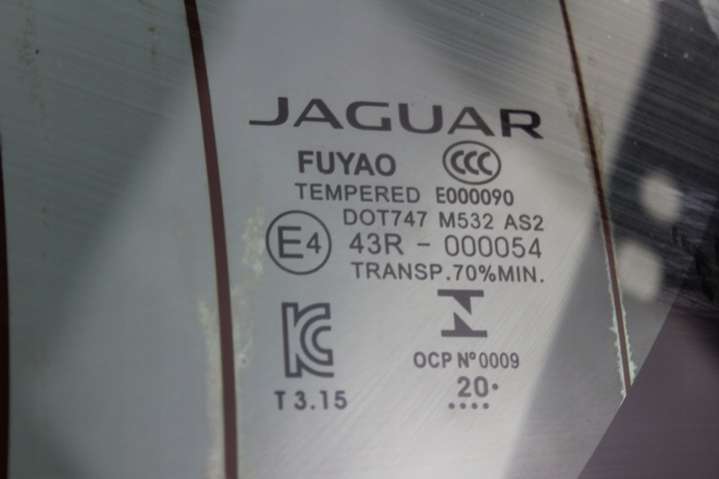 JAGUAR
FUYAO CCC
TEMPERED E000090
DOT747 M532 AS2
E4 43R - 000054
TRANSP.70%MIN.
KC
T 3.15
OCP Nº 0009
20•
••••